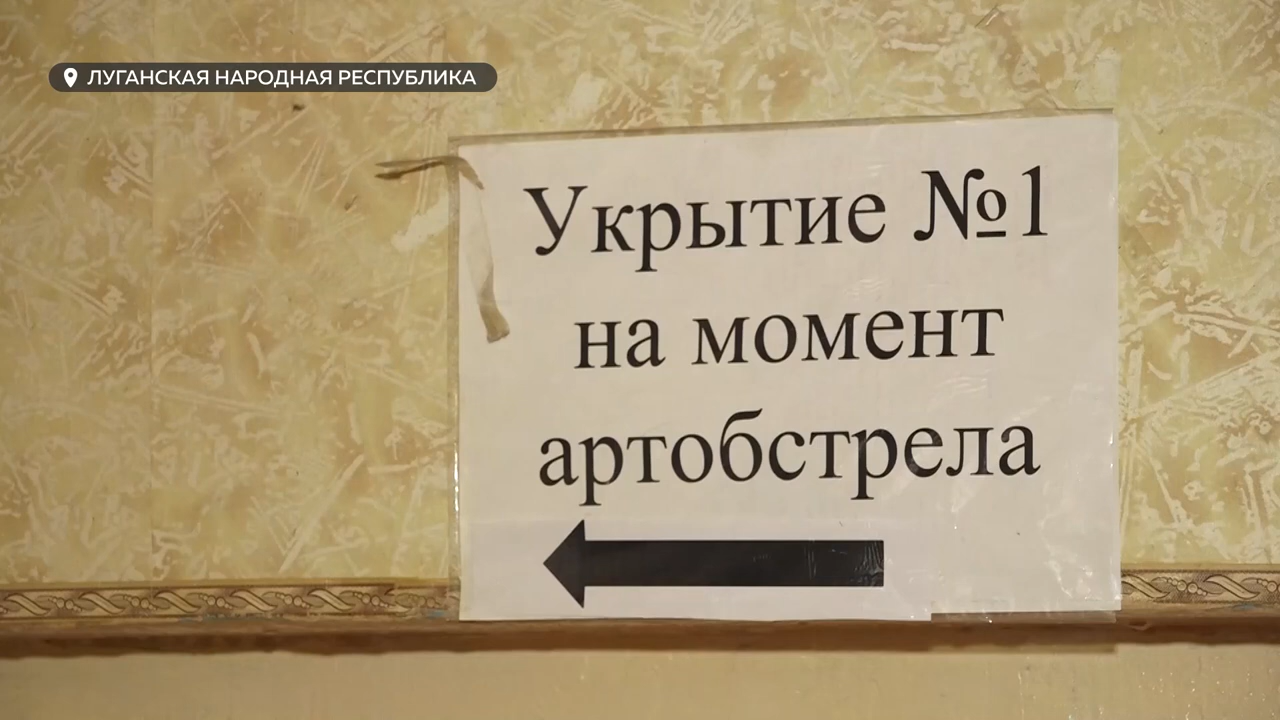 ЛУГАНСКАЯ НАРОДНАЯ РЕСПУБЛИКА
Укрытие №1
на момент
артобстрела